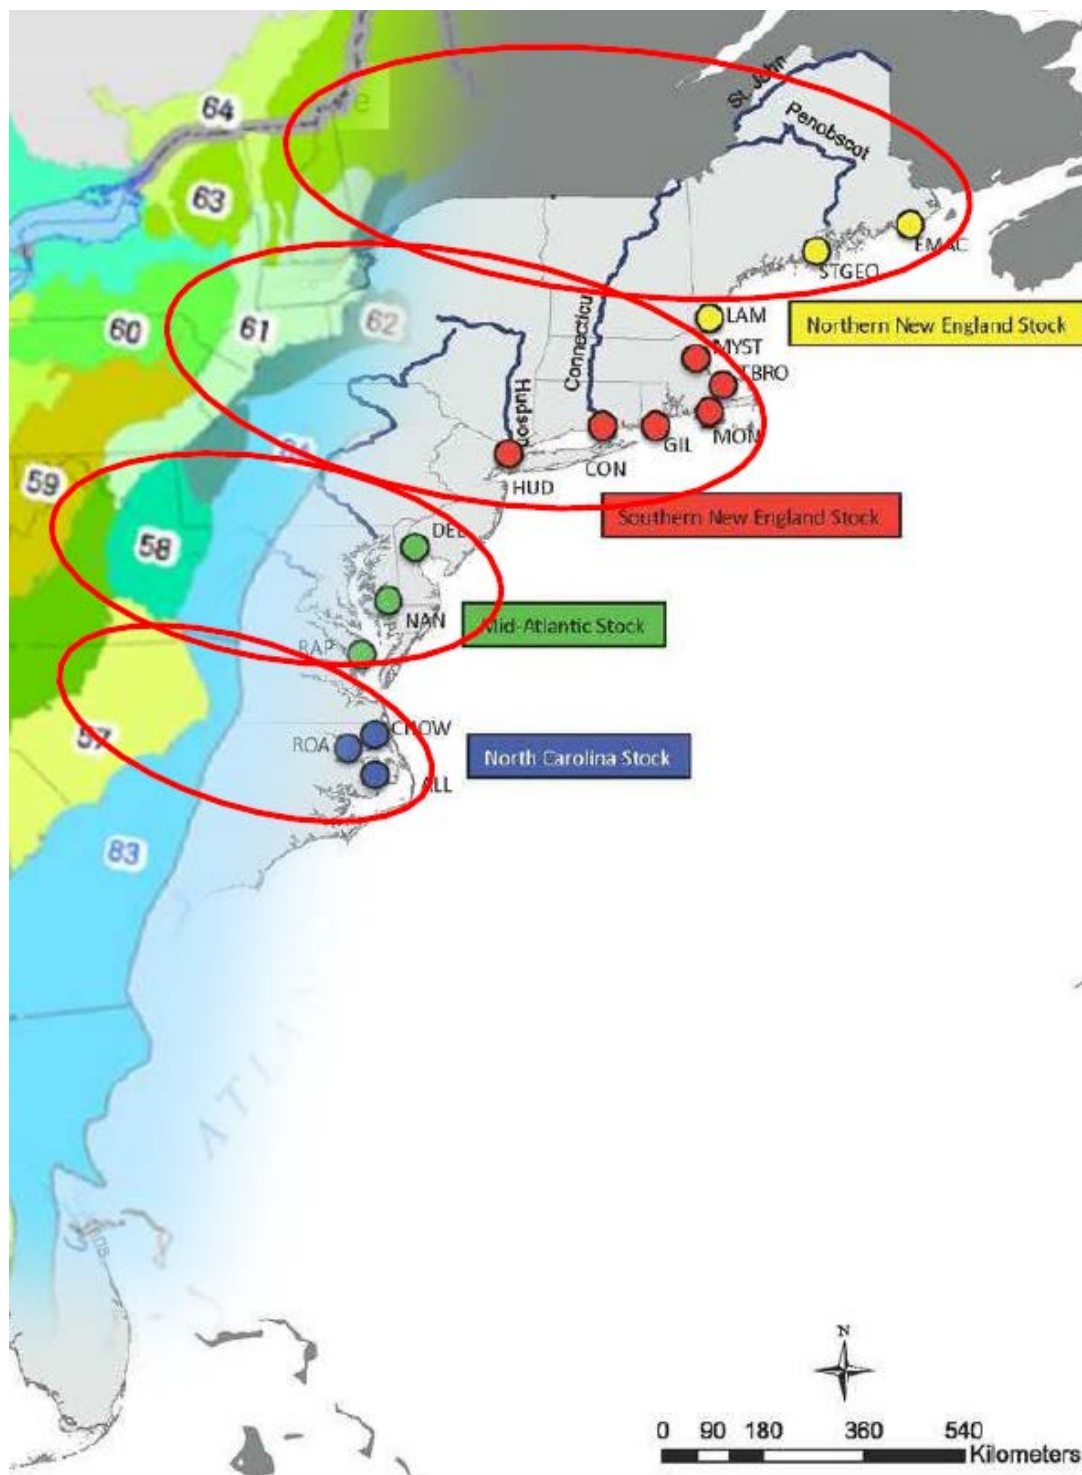 St. John
64
Penobscot
63
EMAC
STGEO
LAM
Northern New England Stock
60
61
62
Connecticut
MYST
TBRO
Hudson
MON
GIL
CON
HUD
59
Southern New England Stock
58
DEL
NAN
Mid-Atlantic Stock
RAP
57
CHOW
ROA
North Carolina Stock
ALL
83
N
0 90 180 360 540
Kilometers